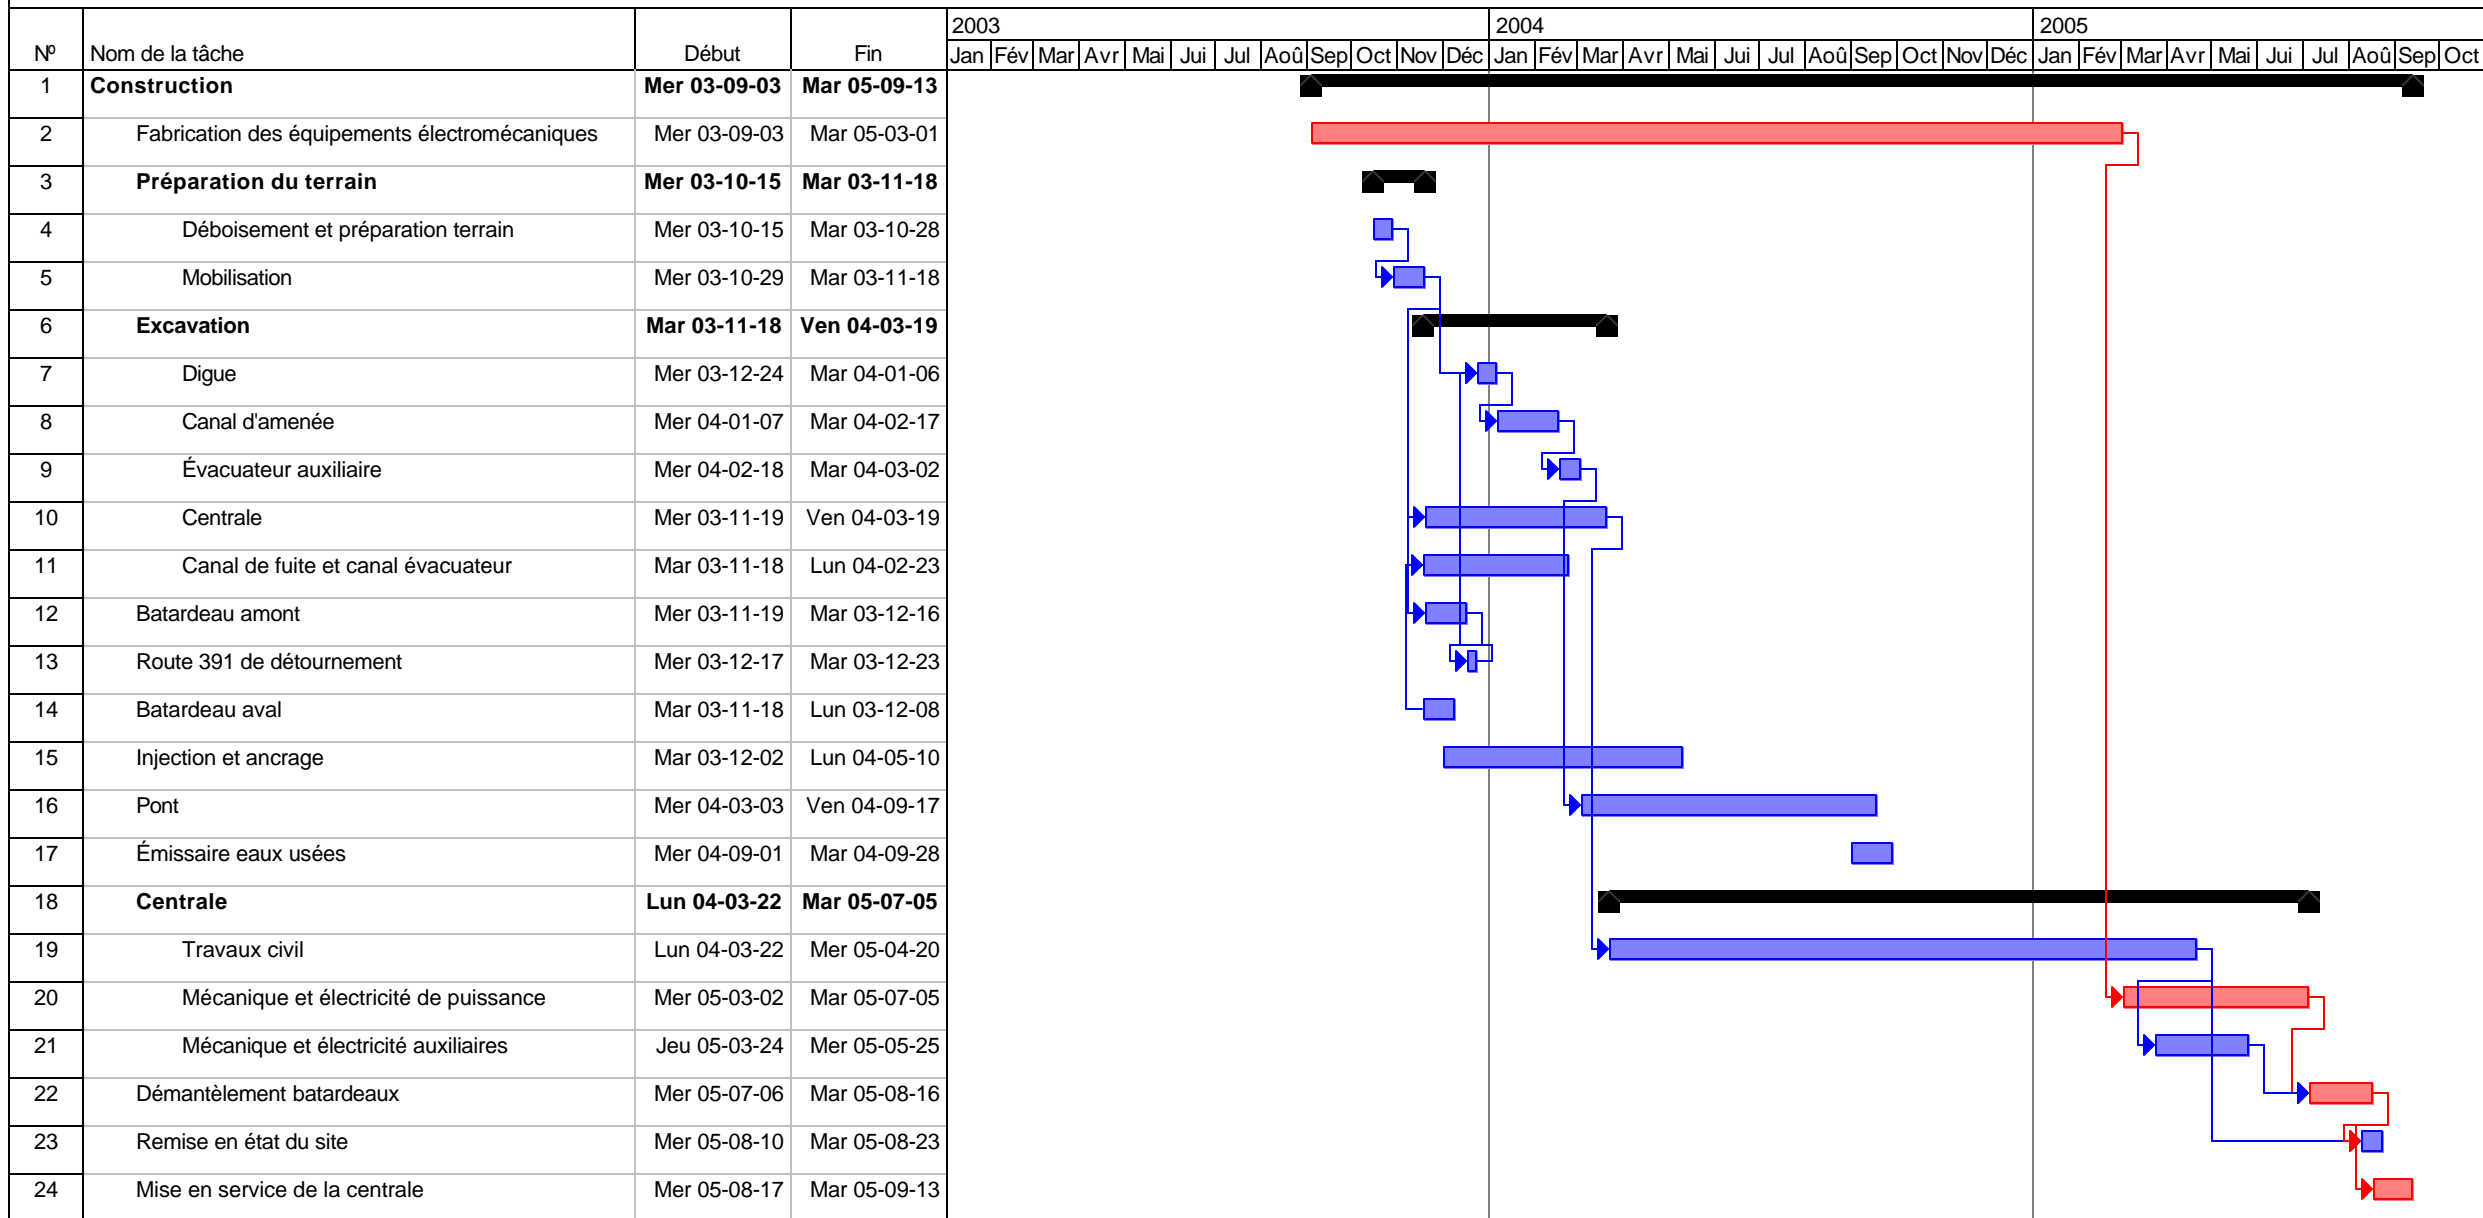 2003 2004 2005
Nº Nom de la tâche Début Fin Jan Fév Mar Avr Mai Jui Jul Aoû Sep Oct Nov Déc Jan Fév Mar Avr Mai Jui Jul Aoû Sep Oct Nov Déc Jan Fév Mar Avr Mai Jui Jul Aoû Sep Oct
1 Construction Mer 03-09-03 Mar 05-09-13
2 Fabrication des équipements électromécaniques Mer 03-09-03 Mar 05-03-01
3 Préparation du terrain Mer 03-10-15 Mar 03-11-18
4 Déboisement et préparation terrain Mer 03-10-15 Mar 03-10-28
5 Mobilisation Mer 03-10-29 Mar 03-11-18
6 Excavation Mar 03-11-18 Ven 04-03-19
7 Digue Mer 03-12-24 Mar 04-01-06
8 Canal d'amenée Mer 04-01-07 Mar 04-02-17
9 Évacuateur auxiliaire Mer 04-02-18 Mar 04-03-02
10 Centrale Mer 03-11-19 Ven 04-03-19
11 Canal de fuite et canal évacuateur Mar 03-11-18 Lun 04-02-23
12 Batardeau amont Mer 03-11-19 Mar 03-12-16
13 Route 391 de détournement Mer 03-12-17 Mar 03-12-23
14 Batardeau aval Mar 03-11-18 Lun 03-12-08
15 Injection et ancrage Mar 03-12-02 Lun 04-05-10
16 Pont Mer 04-03-03 Ven 04-09-17
17 Émissaire eaux usées Mer 04-09-01 Mar 04-09-28
18 Centrale Lun 04-03-22 Mar 05-07-05
19 Travaux civil Lun 04-03-22 Mer 05-04-20
20 Mécanique et électricité de puissance Mer 05-03-02 Mar 05-07-05
21 Mécanique et électricité auxiliaires Jeu 05-03-24 Mer 05-05-25
22 Démantèlement batardeaux Mer 05-07-06 Mar 05-08-16
23 Remise en état du site Mer 05-08-10 Mar 05-08-23
24 Mise en service de la centrale Mer 05-08-17 Mar 05-09-13